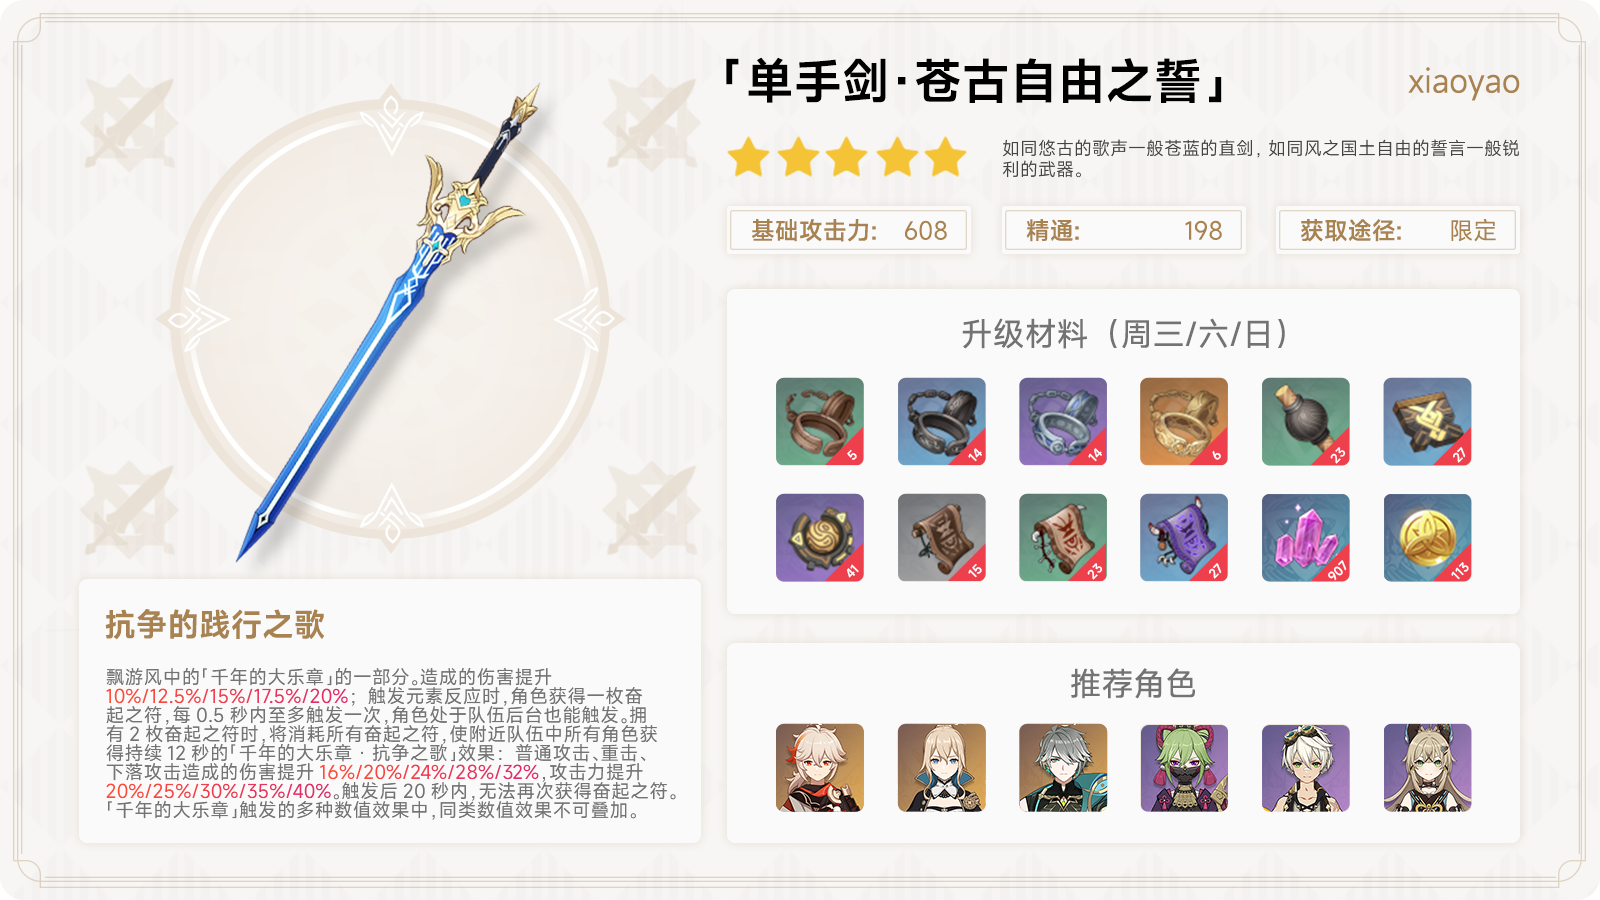 「单手剑·苍古自由之誓」
xiaoyao
如同悠古的歌声一般苍蓝的直剑，如同风之国土自由的誓言一般锐
利的武器。
基础攻击力: 608
精通: 198
获取途径: 限定
升级材料（周三/六/日）
5 14 14 6 23 27
41 15 23 27 907 113
抗争的践行之歌
飘游风中的「千年的大乐章」的一部分。造成的伤害提升
10%/12.5%/15%/17.5%/20%；触发元素反应时，角色获得一枚奋
起之符，每 0.5 秒内至多触发一次，角色处于队伍后台也能触发。拥
有 2 枚奋起之符时，将消耗所有奋起之符，使附近队伍中所有角色获
得持续 12 秒的「千年的大乐章·抗争之歌」效果：普通攻击、重击、
下落攻击造成的伤害提升 16%/20%/24%/28%/32%，攻击力提升
20%/25%/30%/35%/40%。触发后 20 秒内，无法再次获得奋起之符。
「千年的大乐章」触发的多种数值效果中，同类数值效果不可叠加。
推荐角色